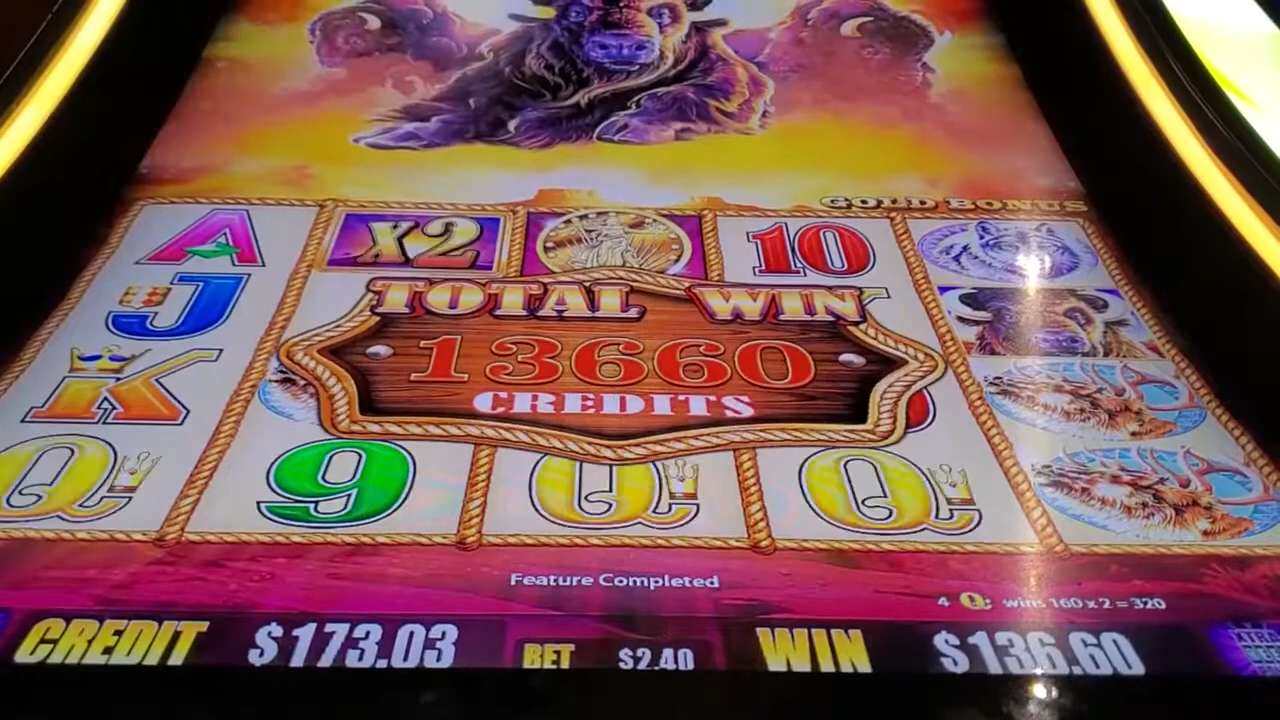 GOLD BONUS
A X2 10
J
TOTAL WIN
13660
CREDITS
K
Q 9 Q Q
Feature Completed
4 Q: wins 160 x 2 = 320
CREDIT $173.03 BET $2.40 WIN $136.60